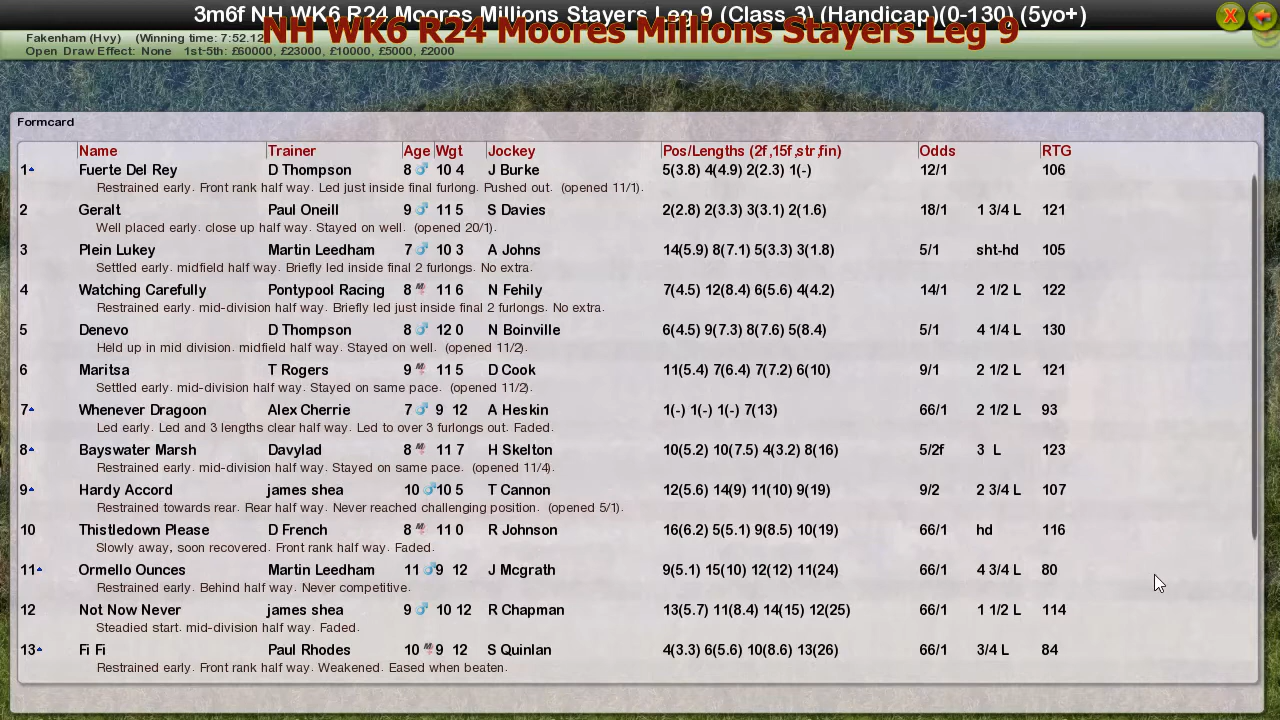 3m6f NH WK6 R24 Moores Millions Stayers Leg 9 (Class 3) (Handicap)(0-130) (5yo+)
NH WK6 R24 Moores Millions Stayers Leg 9
Fakenham (Hvy) (Winning time: 7:52.12
Open Draw Effect: None 1st-5th: £60000, £23000, £10000, £5000, £2000
Formcard
Name Trainer Age Wgt Jockey Pos/Lengths (2f,15f,str,fin) Odds RTG
1 Fuerte Del Rey D Thompson 8 10 4 J Burke 5(3.8) 4(4.9) 2(2.3) 1(-) 12/1 106
Restrained early. Front rank half way. Led just inside final furlong. Pushed out. (opened 11/1).
2 Geralt Paul Oneill 9 11 5 S Davies 2(2.8) 2(3.3) 3(3.1) 2(1.6) 18/1 1 3/4 L 121
Well placed early. close up half way. Stayed on well. (opened 20/1).
3 Plein Lukey Martin Leedham 7 10 3 A Johns 14(5.9) 8(7.1) 5(3.3) 3(1.8) 5/1 sht-hd 105
Settled early. midfield half way. Briefly led inside final 2 furlongs. No extra.
4 Watching Carefully Pontypool Racing 8 11 6 N Fehily 7(4.5) 12(8.4) 6(5.6) 4(4.2) 14/1 2 1/2 L 122
Restrained early. mid-division half way. Briefly led just inside final 2 furlongs. No extra.
5 Denevo D Thompson 8 12 0 N Boinville 6(4.5) 9(7.3) 8(7.6) 5(8.4) 5/1 4 1/4 L 130
Held up in mid division. midfield half way. Stayed on well. (opened 11/2).
6 Maritsa T Rogers 9 11 5 D Cook 11(5.4) 7(6.4) 7(7.2) 6(10) 9/1 2 1/2 L 121
Settled early. mid-division half way. Stayed on same pace. (opened 11/2).
7 Whenever Dragoon Alex Cherrie 7 9 12 A Heskin 1(-) 1(-) 1(-) 7(13) 66/1 2 1/2 L 93
Led early. Led and 3 lengths clear half way. Led to over 3 furlongs out. Faded.
8 Bayswater Marsh Davylad 8 11 7 H Skelton 10(5.2) 10(7.5) 4(3.2) 8(16) 5/2f 3 L 123
Restrained early. mid-division half way. Stayed on same pace. (opened 11/4).
9 Hardy Accord james shea 10 10 5 T Cannon 12(5.6) 14(9) 11(10) 9(19) 9/2 2 3/4 L 107
Restrained towards rear. Rear half way. Never reached challenging position. (opened 5/1).
10 Thistledown Please D French 8 11 0 R Johnson 16(6.2) 5(5.1) 9(8.5) 10(19) 66/1 hd 116
Slowly away, soon recovered. Front rank half way. Faded.
11 Ormello Ounces Martin Leedham 11 9 12 J Mcgrath 9(5.1) 15(10) 12(12) 11(24) 66/1 4 3/4 L 80
Restrained early. Behind half way. Never competitive.
12 Not Now Never james shea 9 10 12 R Chapman 13(5.7) 11(8.4) 14(15) 12(25) 66/1 1 1/2 L 114
Steadied start. mid-division half way. Faded.
13 Fi Fi Paul Rhodes 10 9 12 S Quinlan 4(3.3) 6(5.6) 10(8.6) 13(26) 66/1 3/4 L 84
Restrained early. Front rank half way. Weakened. Eased when beaten.